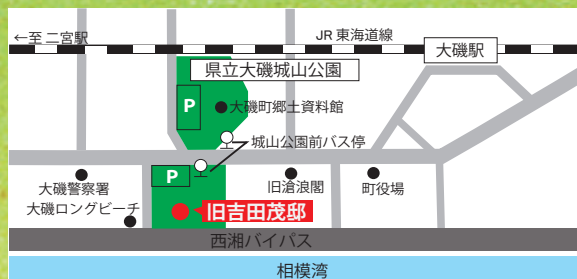 ←至 二宮駅
JR 東海道線
大磯駅
県立大磯城山公園
P
大磯町郷土資料館
城山公園前バス停
P
大磯警察署
旧滄浪閣
町役場
大磯ロングビーチ
旧吉田茂邸
西湘バイパス
相模湾